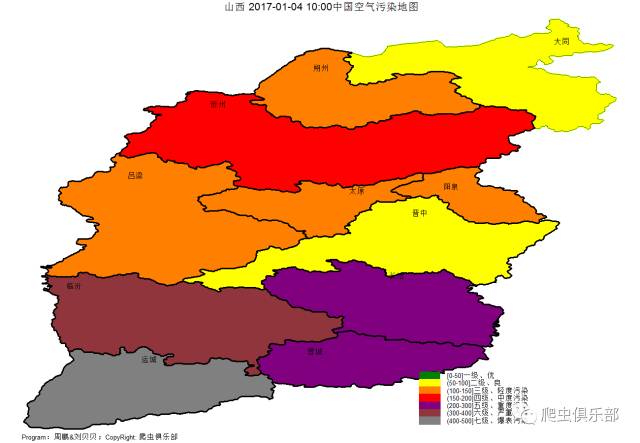 山西 2017-01-04 10:00中国空气污染地图
大同
朔州
忻州
吕梁
太原
阳泉
晋中
临汾
运城
晋城
[0-50]一级、优
(50-100]二级、良
(100-150]三级、轻度污染
(150-200]四级、中度污染
(200-300]五级、重度
(300-400]六级、严重
(400-500]七级、爆表污
爬虫俱乐部
Program：周鹏&刘贝贝；CopyRight: 爬虫俱乐部